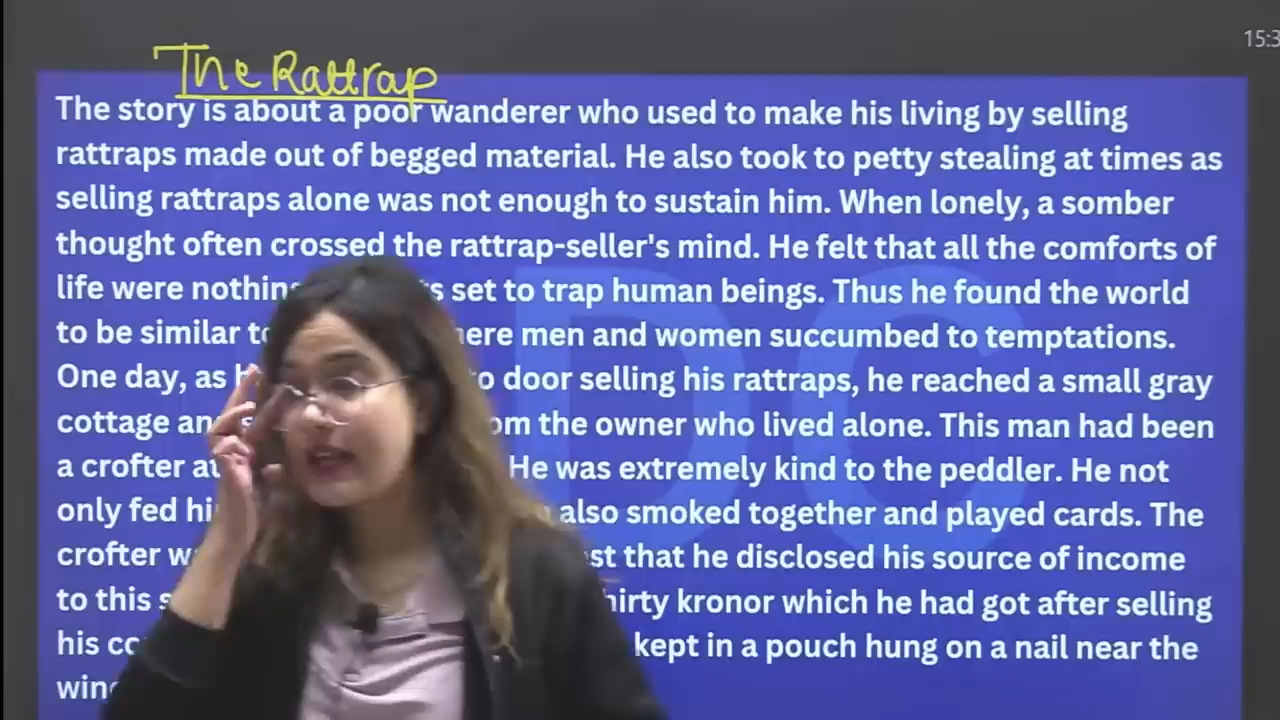 15:3
The Rattrap
The story is about a poor wanderer who used to make his living by selling
rattraps made out of begged material. He also took to petty stealing at times as
selling rattraps alone was not enough to sustain him. When lonely, a somber
thought often crossed the rattrap-seller's mind. He felt that all the comforts of
life were set to trap human beings. Thus he found the world
to be similar men and women succumbed to temptations.
One day, as to door selling his rattraps, he reached a small gray
cottage the owner who lived alone. This man had been
a crofter He was extremely kind to the peddler. He not
only fed also smoked together and played cards. The
crofter that he disclosed his source of income
to this kronor which he had got after selling
his kept in a pouch hung on a nail near the